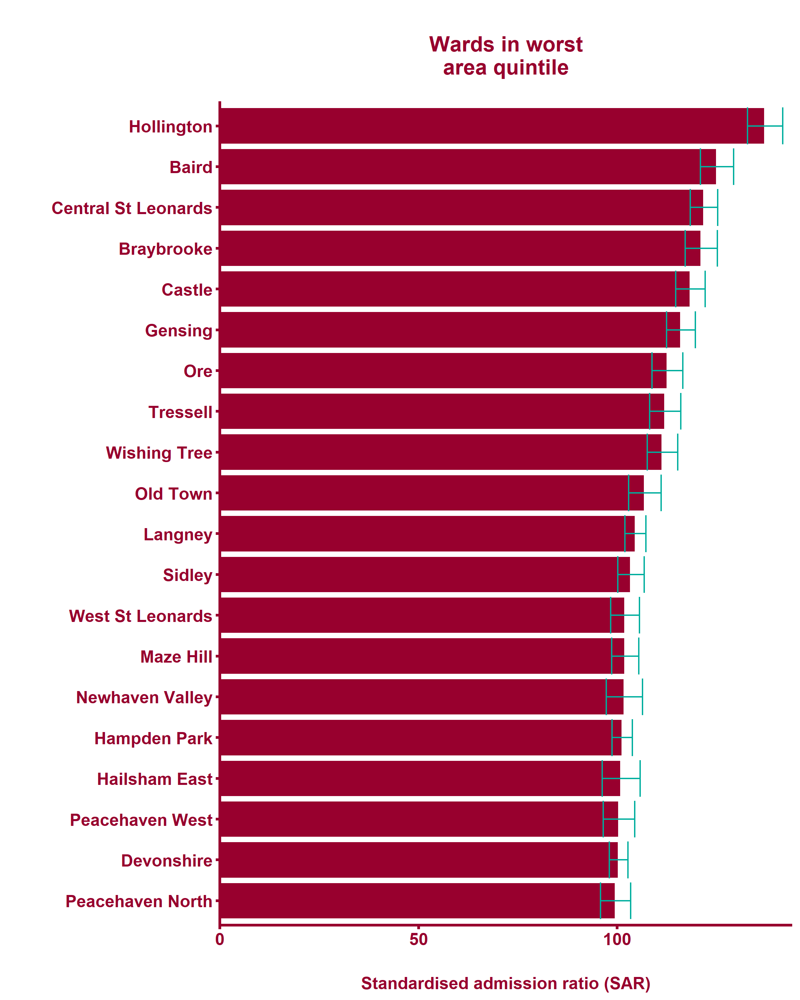 Wards in worst
area quintile
Hollington
Baird
Central St Leonards
Braybrooke
Castle
Gensing
Ore
Tressell
Wishing Tree
Old Town
Langney
Sidley
West St Leonards
Maze Hill
Newhaven Valley
Hampden Park
Hailsham East
Peacehaven West
Devonshire
Peacehaven North
0 50 100
Standardised admission ratio (SAR)